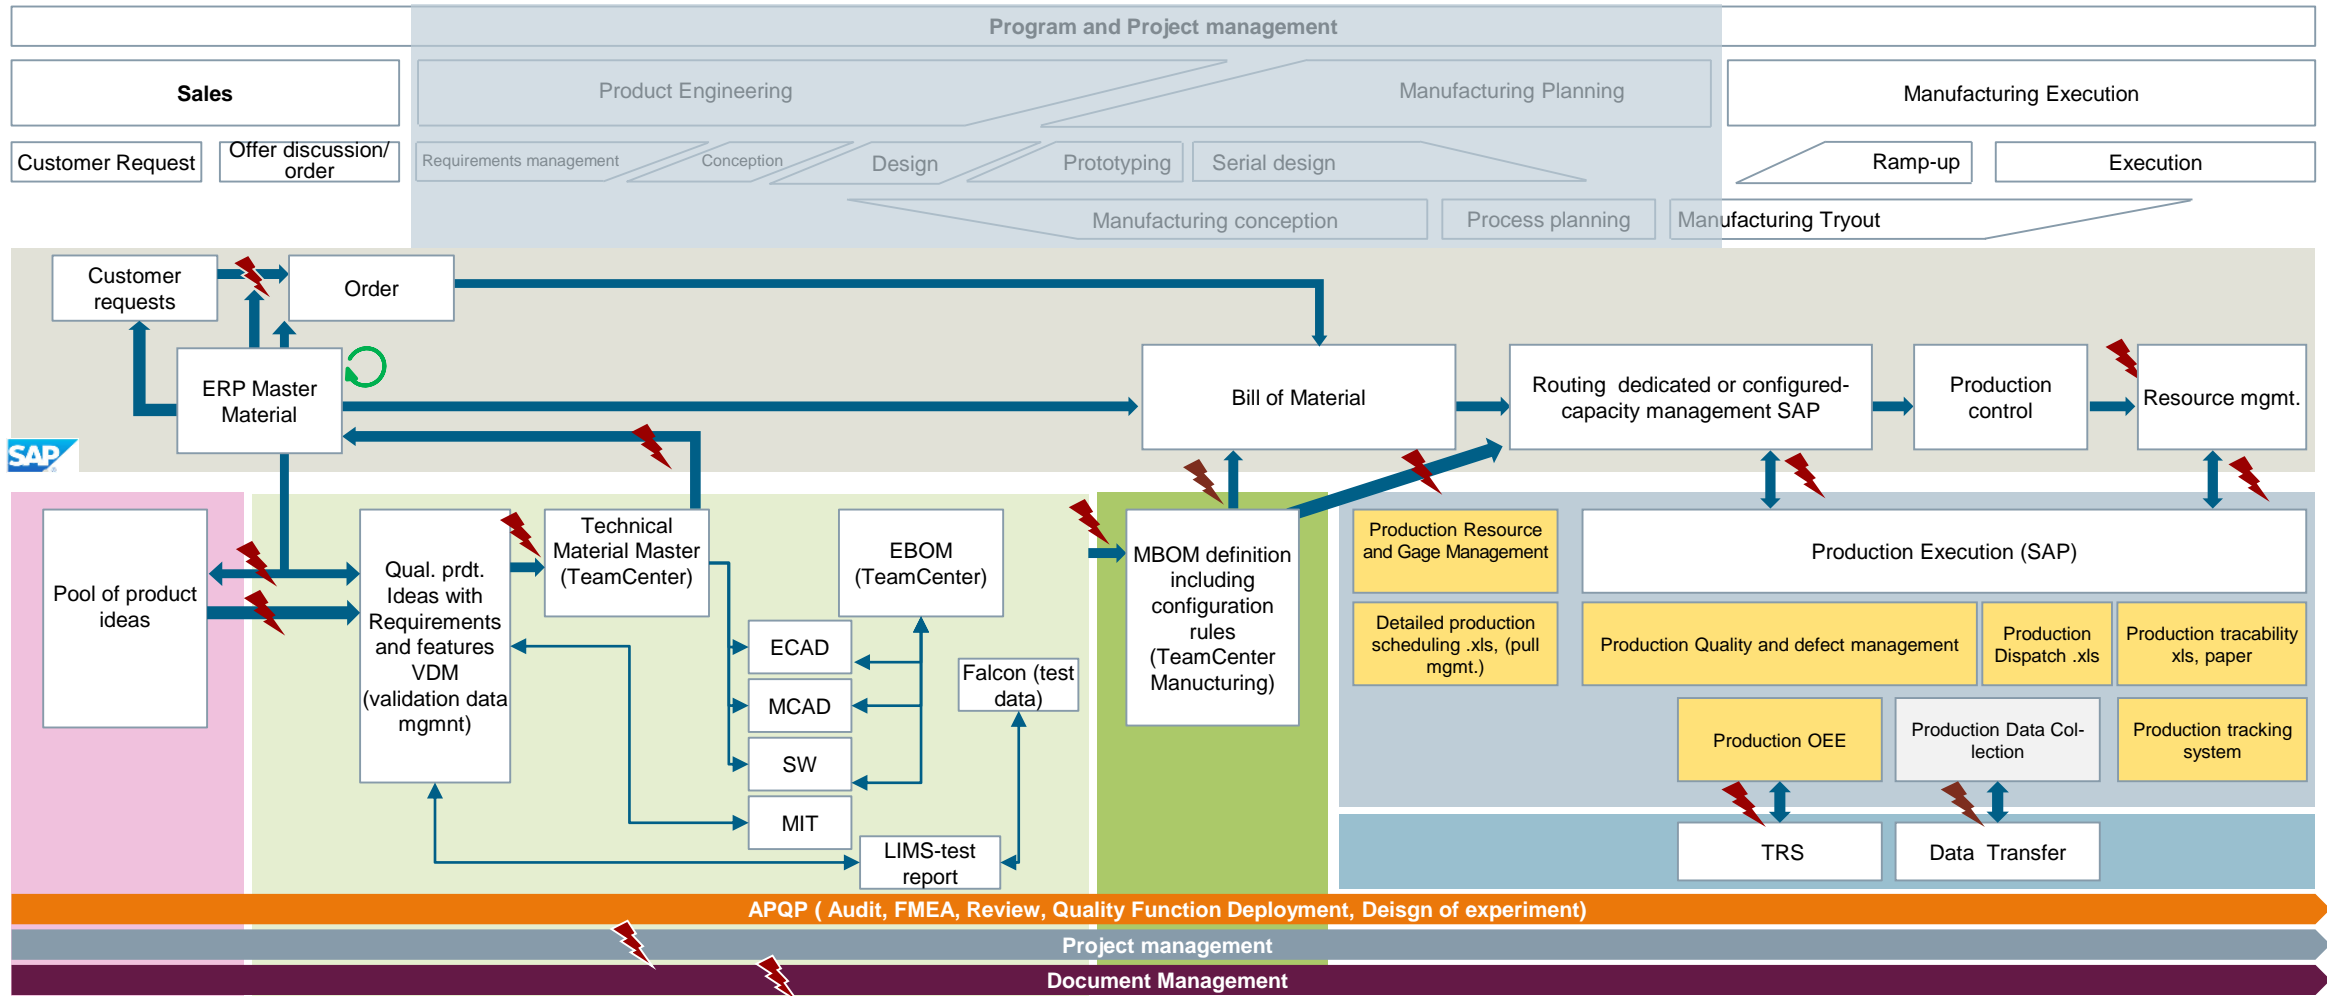 Program and Project management
Sales
Product Engineering
Manufacturing Planning
Manufacturing Execution
Customer Request
Offer discussion/
order
Requirements management
Conception
Design
Prototyping
Serial design
Ramp-up
Execution
Manufacturing conception
Process planning
Manufacturing Tryout
Customer
requests
Order
ERP Master
Material
Bill of Material
Routing dedicated or configured-
capacity management SAP
Production
control
Resource mgmt.
SAP
Pool of product
ideas
Qual. prdt.
Ideas with
Requirements
and features
VDM
(validation data
mgmnt)
Technical
Material Master
(TeamCenter)
EBOM
(TeamCenter)
ECAD
MCAD
SW
MIT
Falcon (test
data)
LIMS-test
report
MBOM definition
including
configuration
rules
(TeamCenter
Manucturing)
Production Resource
and Gage Management
Production Execution (SAP)
Detailed production
scheduling .xls, (pull
mgmt.)
Production Quality and defect management
Production
Dispatch .xls
Production tracability
xls, paper
Production OEE
Production Data Col-
lection
Production tracking
system
TRS
Data Transfer
APQP ( Audit, FMEA, Review, Quality Function Deployment, Deisgn of experiment)
Project management
Document Management